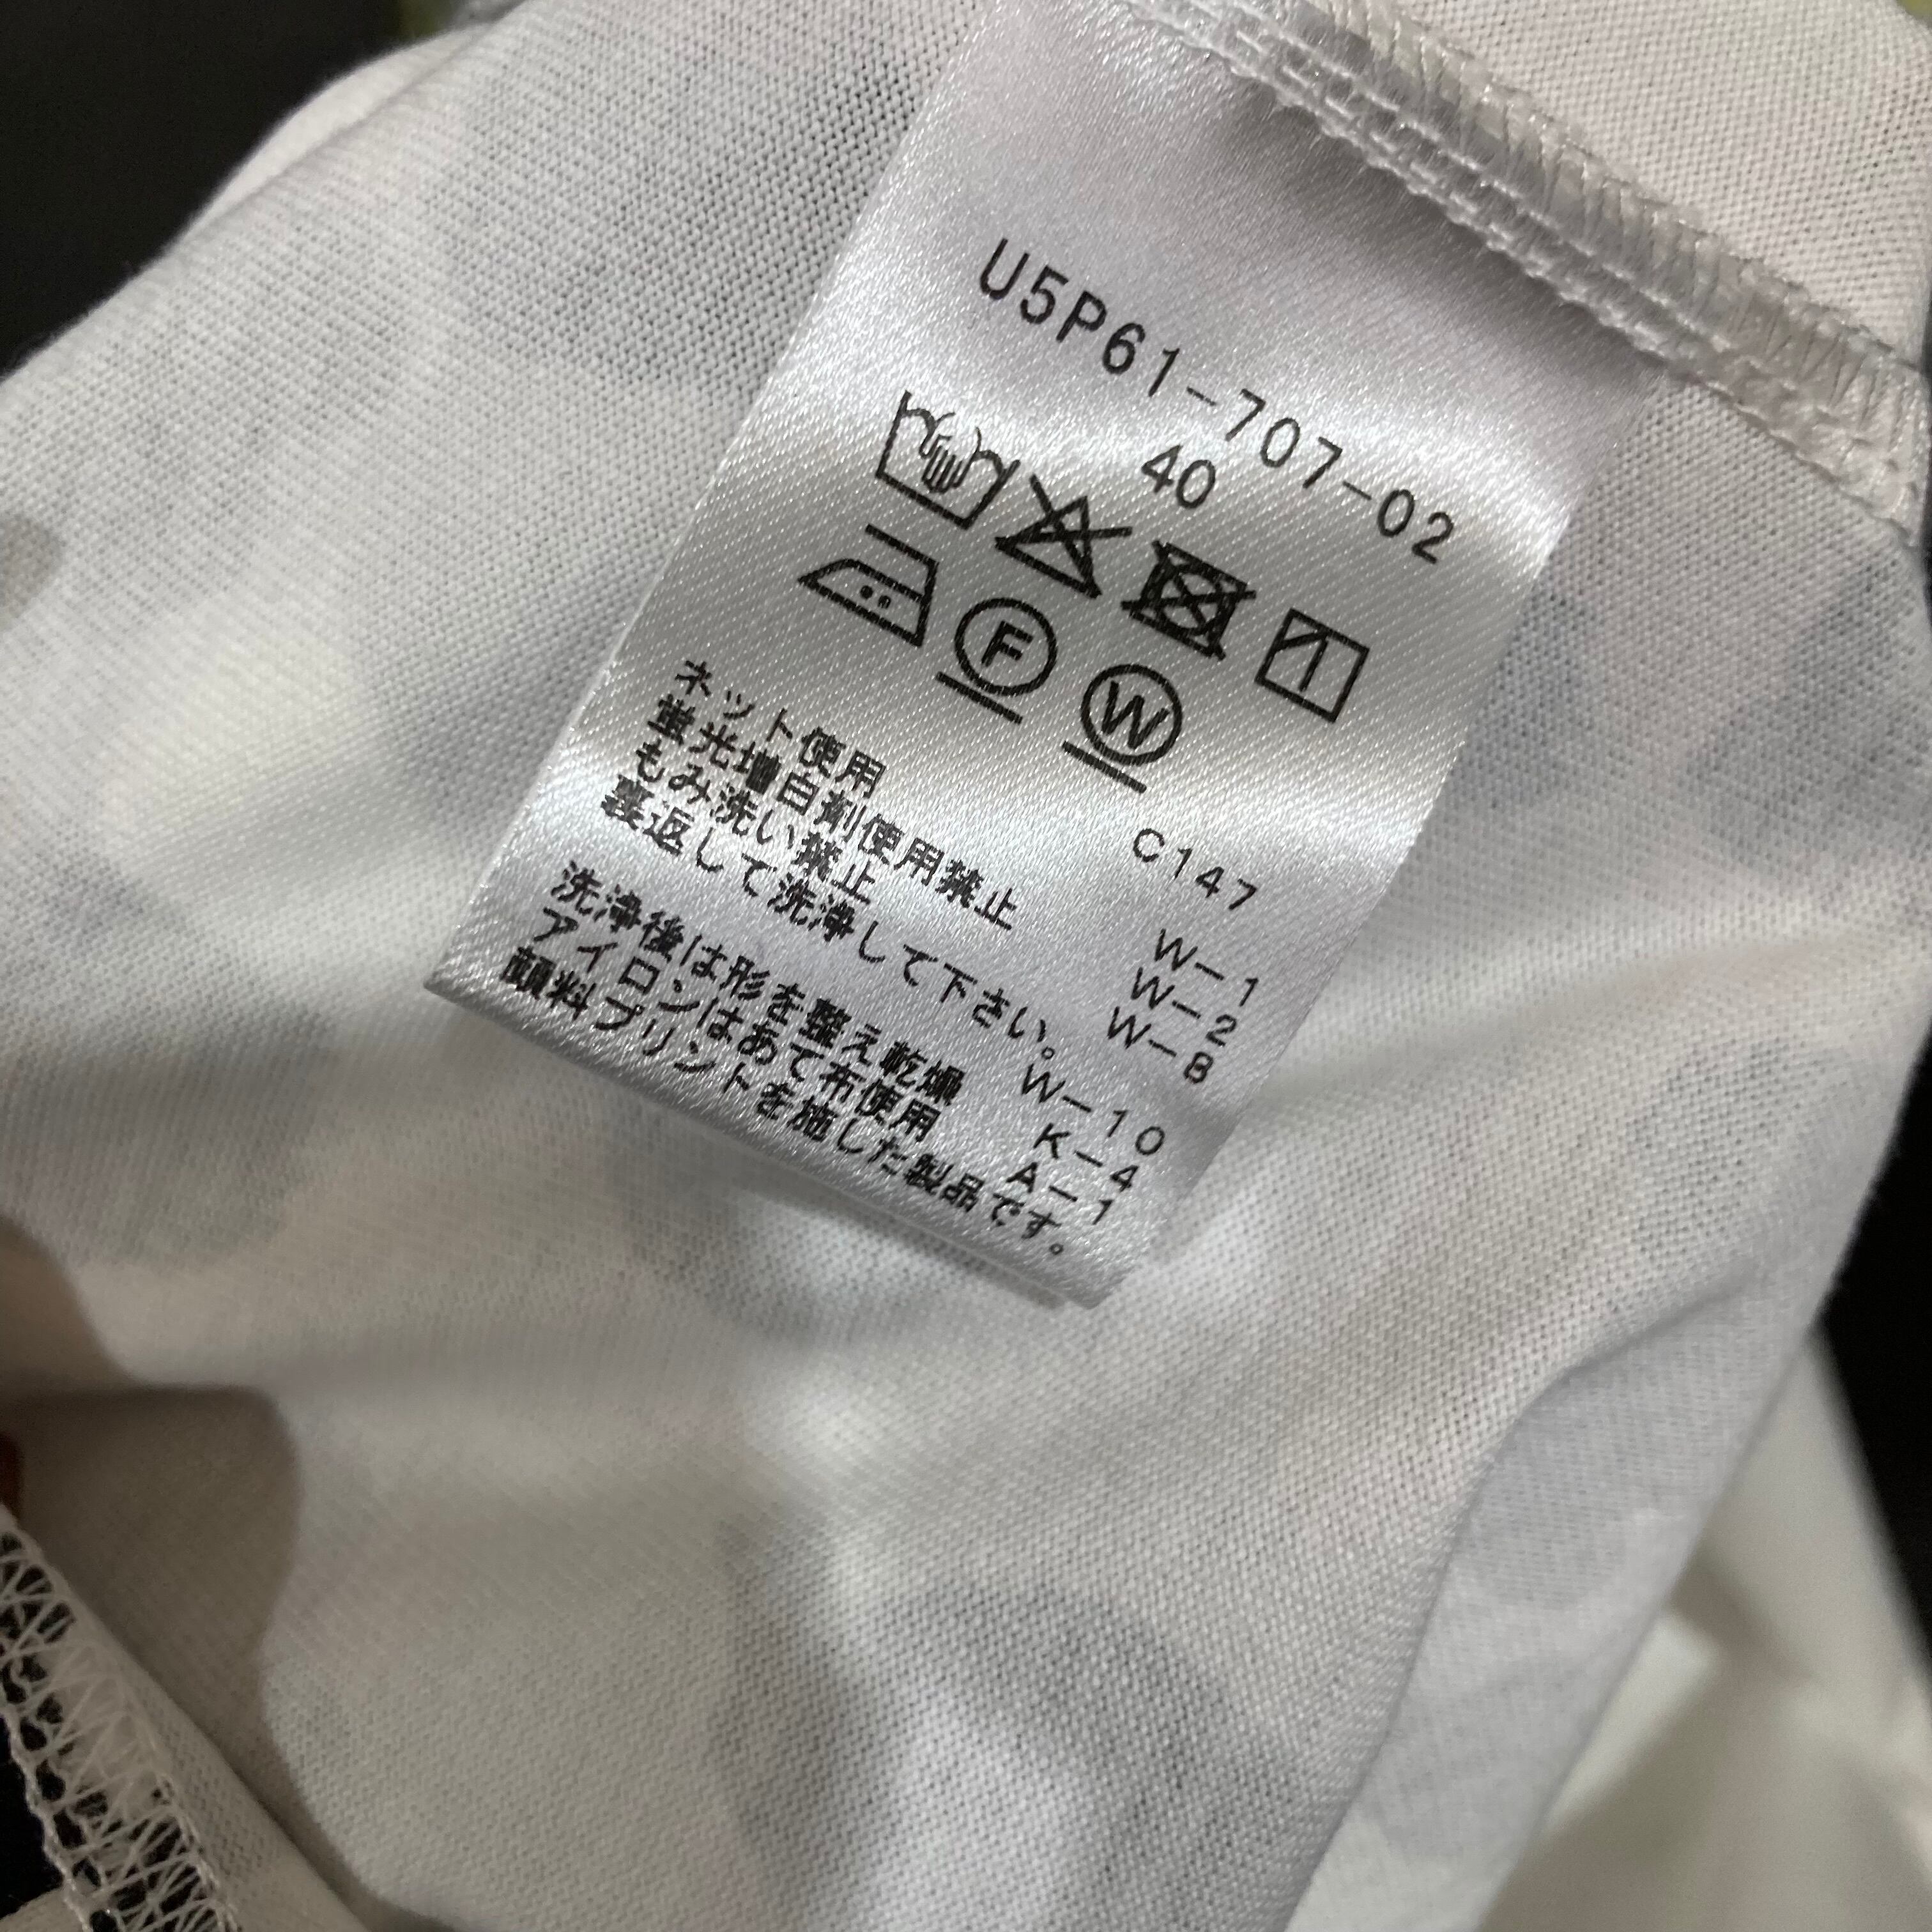 U5P61-707-02
40
F W
C147
ネット使用 W-1
蛍光増白剤使用禁止 W-2
もみ洗い禁止 W-8
裏返して洗浄して下さい。 W-10
洗浄後は形を整え乾燥 K-4
アイロンはあて布使用 A-1
顔料プリントを施した製品です。